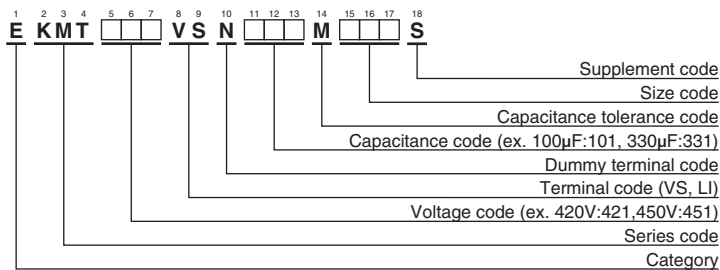 1 2 3 4 5 6 7 8 9 10 11 12 13 14 15 16 17 18
E KMT VS N M S
Supplement code
Size code
Capacitance tolerance code
Capacitance code (ex. 100μF:101, 330μF:331)
Dummy terminal code
Terminal code (VS, LI)
Voltage code (ex. 420V:421,450V:451)
Series code
Category